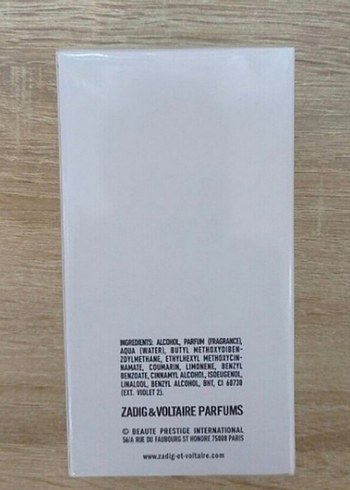 INGREDIENTS: ALCOHOL, PARFUM (FRAGRANCE),
AQUA (WATER), BUTYL METHOXYDIBEN-
ZOYLMETHANE, ETHYLHEXYL METHOXYCIN-
NAMATE, COUMARIN, LIMONENE, BENZYL
BENZOATE, CINNAMYL ALCOHOL, ISOEUGENOL,
LINALOOL, BENZYL ALCOHOL, BHT, CI 60730
(EXT. VIOLET 2).
ZADIG&VOLTAIRE PARFUMS
© BEAUTE PRESTIGE INTERNATIONAL
56/A RUE DU FAUBOURG ST HONORE 75008 PARIS
www.zadig-et-voltaire.com